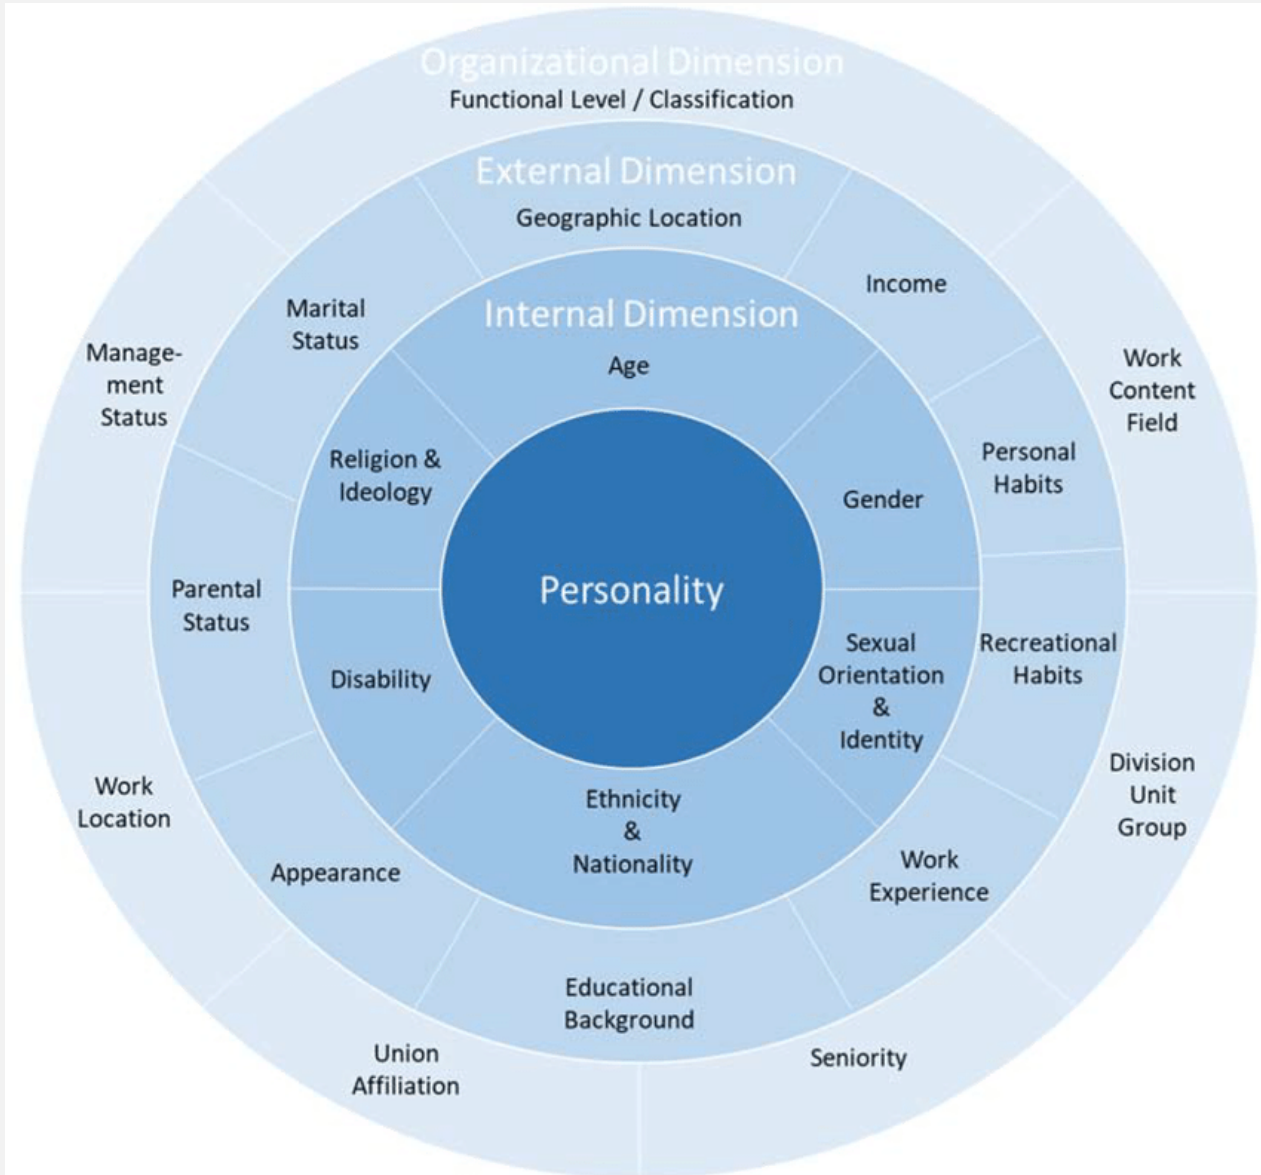 Organizational Dimension
Functional Level / Classification
External Dimension
Geographic Location
Income
Marital
Status
Internal Dimension
Age
Manage-
ment
Status
Work
Content
Field
Religion &
Ideology
Personal
Habits
Gender
Personality
Parental
Status
Sexual
Orientation
&
Identity
Recreational
Habits
Disability
Work
Location
Division
Unit
Group
Ethnicity
&
Nationality
Appearance
Work
Experience
Educational
Background
Union
Affiliation
Seniority